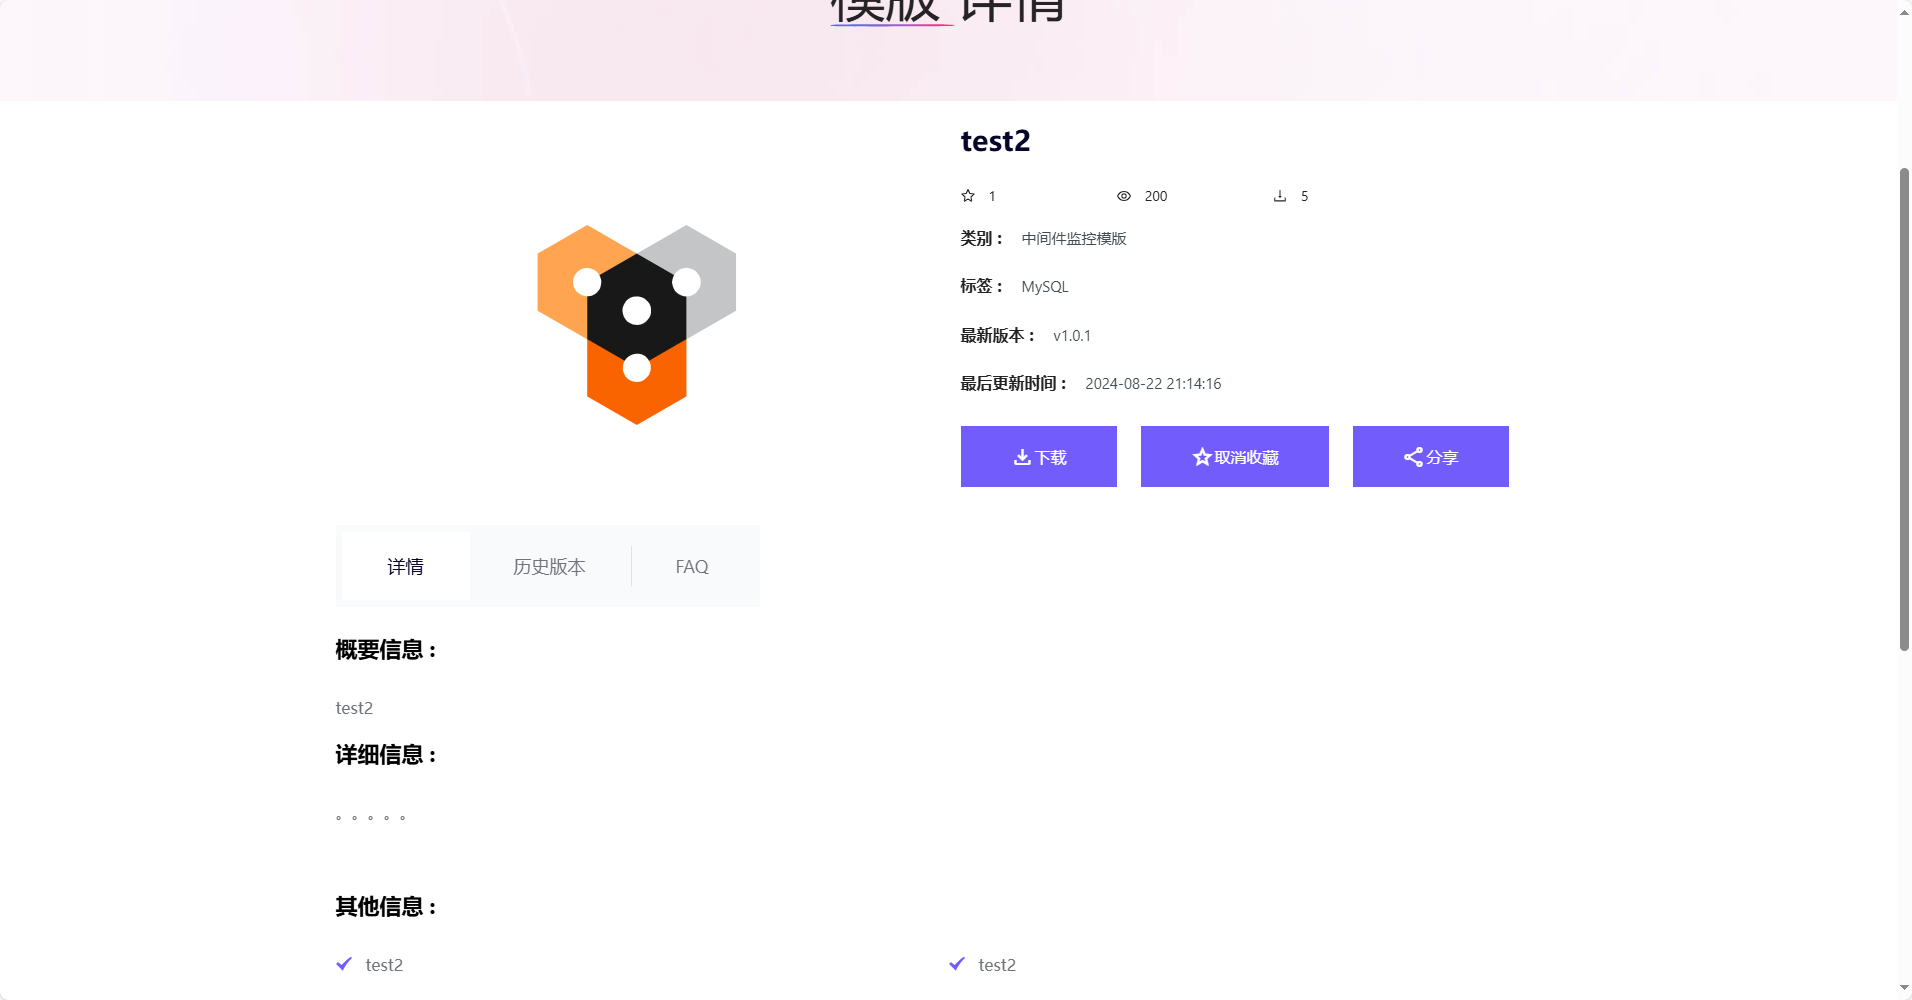 模版 详情
test2
1 200 5
类别： 中间件监控模版
标签： MySQL
最新版本： v1.0.1
最后更新时间： 2024-08-22 21:14:16
下载 取消收藏 分享
详情 历史版本 FAQ
概要信息：
test2
详细信息：
。。。。。
其他信息：
test2 test2